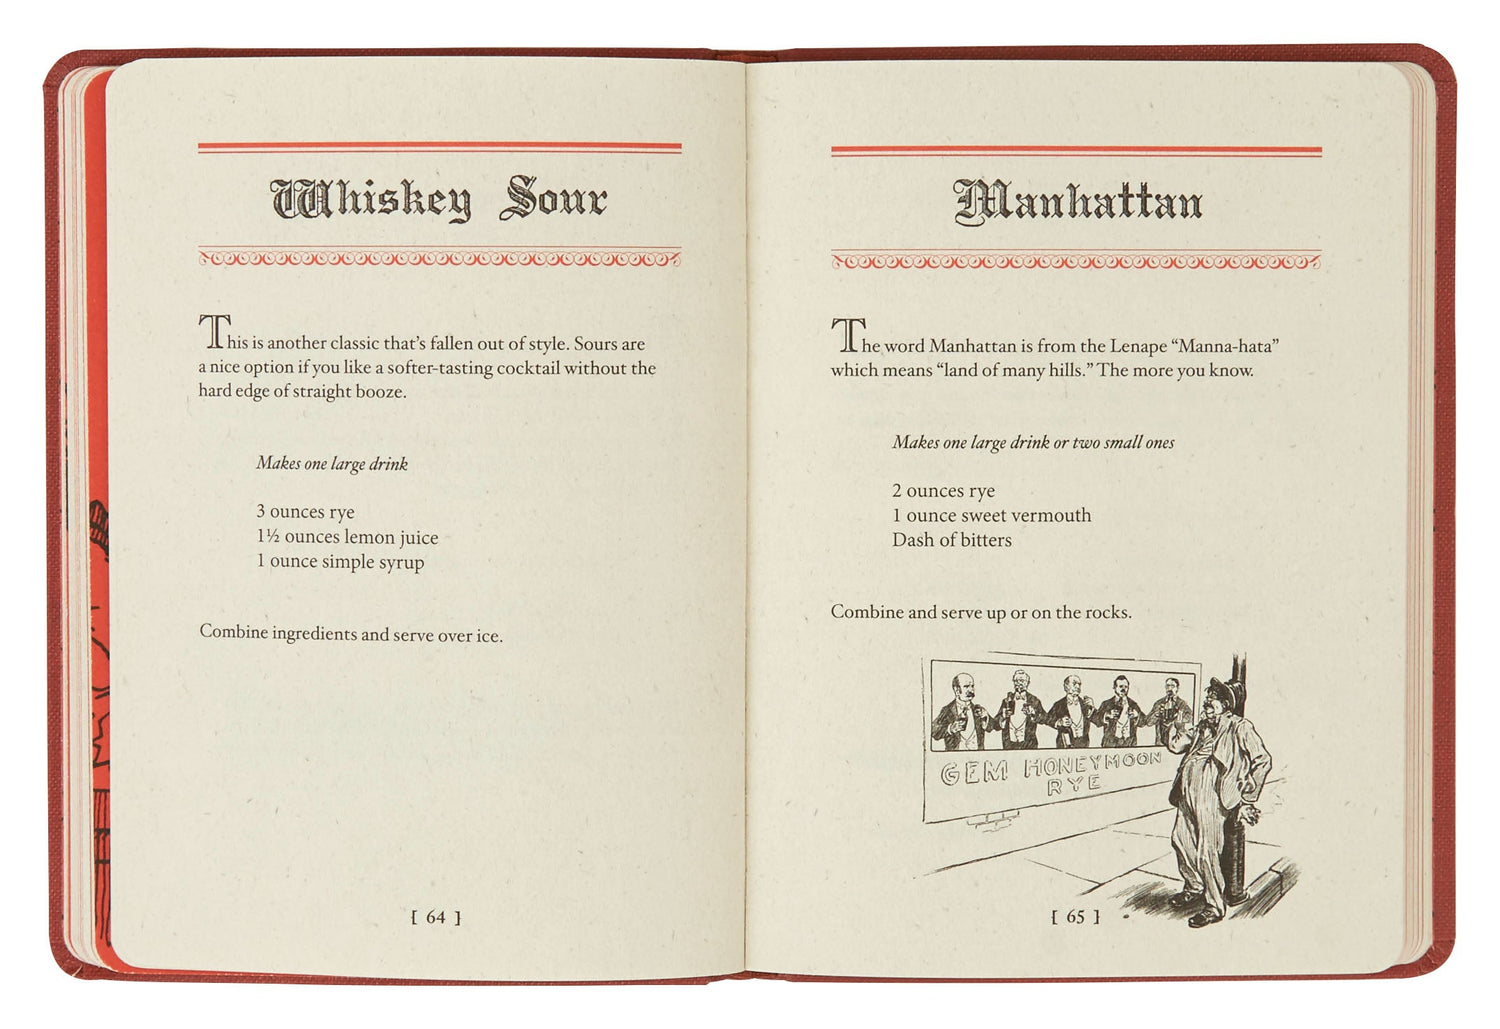 Whiskey Sour
This is another classic that’s fallen out of style. Sours are
a nice option if you like a softer-tasting cocktail without the
hard edge of straight booze.
Makes one large drink
3 ounces rye
1½ ounces lemon juice
1 ounce simple syrup
Combine ingredients and serve over ice.
[ 64 ]
Manhattan
The word Manhattan is from the Lenape “Manna-hata”
which means “land of many hills.” The more you know.
Makes one large drink or two small ones
2 ounces rye
1 ounce sweet vermouth
Dash of bitters
Combine and serve up or on the rocks.
GEM HONEYMOON
RYE
[ 65 ]